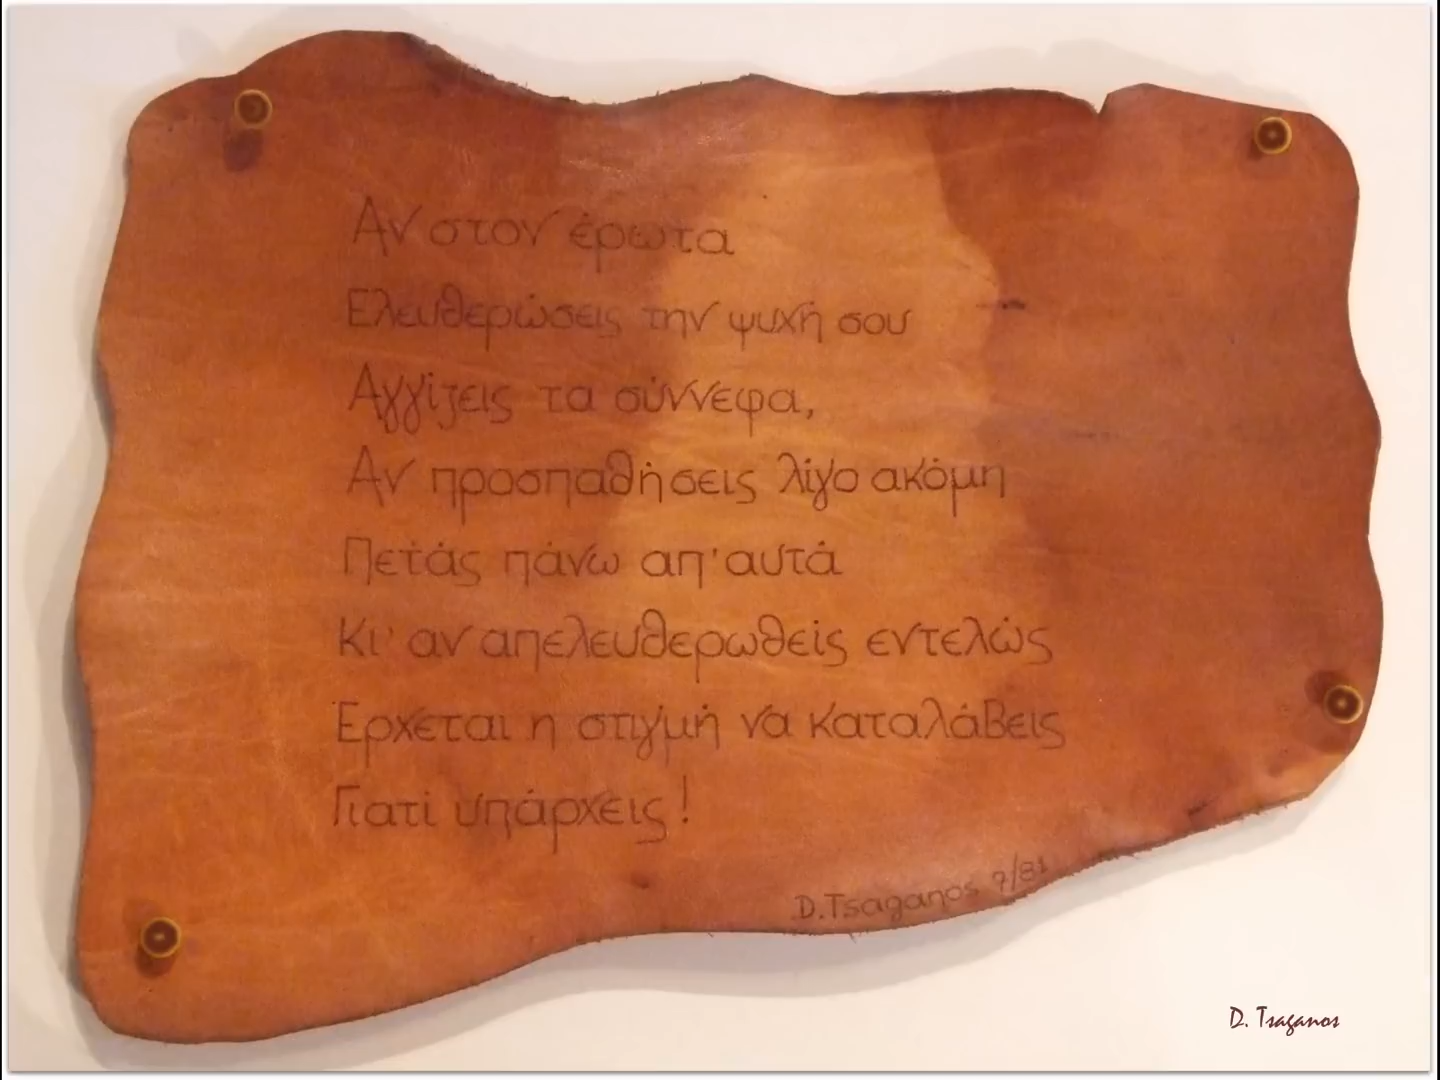 Αν στον έρωτα
Ελευθερώσεις την ψυχή σου
Αγγίζεις τα σύννεφα,
Αν προσπαθήσεις λίγο ακόμη
Πετάς πάνω απ' αυτά
Κι' αν απελευθερωθείς εντελώς
Έρχεται η στιγμή να καταλάβεις
Γιατί υπάρχεις!
D. Tsaganos 7/81
D. Tsaganos